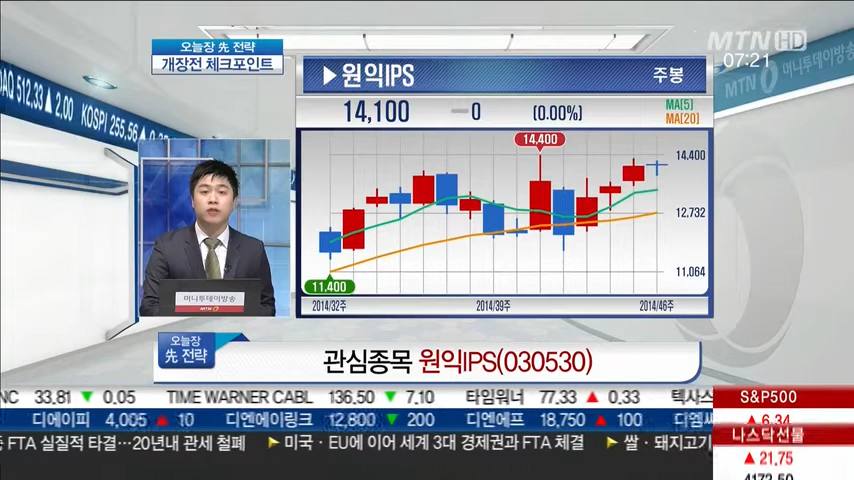 오늘장 先 전략
개장전 체크포인트
MTN HD
07:21
머니투데이방송
MTN
▶원익IPS
주봉
14,100 0 (0.00%)
MA[5]
MA[20]
512.33▲2.00
KOSPI 255.56▲
14,400
14,400
12,732
11,064
11,400
2014/32주 2014/39주 2014/46주
머니투데이방송
MTN
오늘장
先 전략
관심종목 원익IPS(030530)
NC 33.81 ▼ 0.05 TIME WARNER CABL 136.50 ▼ 7.10 타임워너 77.33 ▲ 0.33 텍사스
디에이피 4,005 ▲ 10 디엔에이링크 12,800 ▼ 200 디엔에프 18,750 ▲ 100
FTA 실질적 타결…20년내 관세 철폐 ▶미국·EU에 이어 세계 3대 경제권과 FTA 체결 ▶쌀·돼지고기
S&P500
▲ 6.34
나스닥선물
▲ 21.75
4172.50